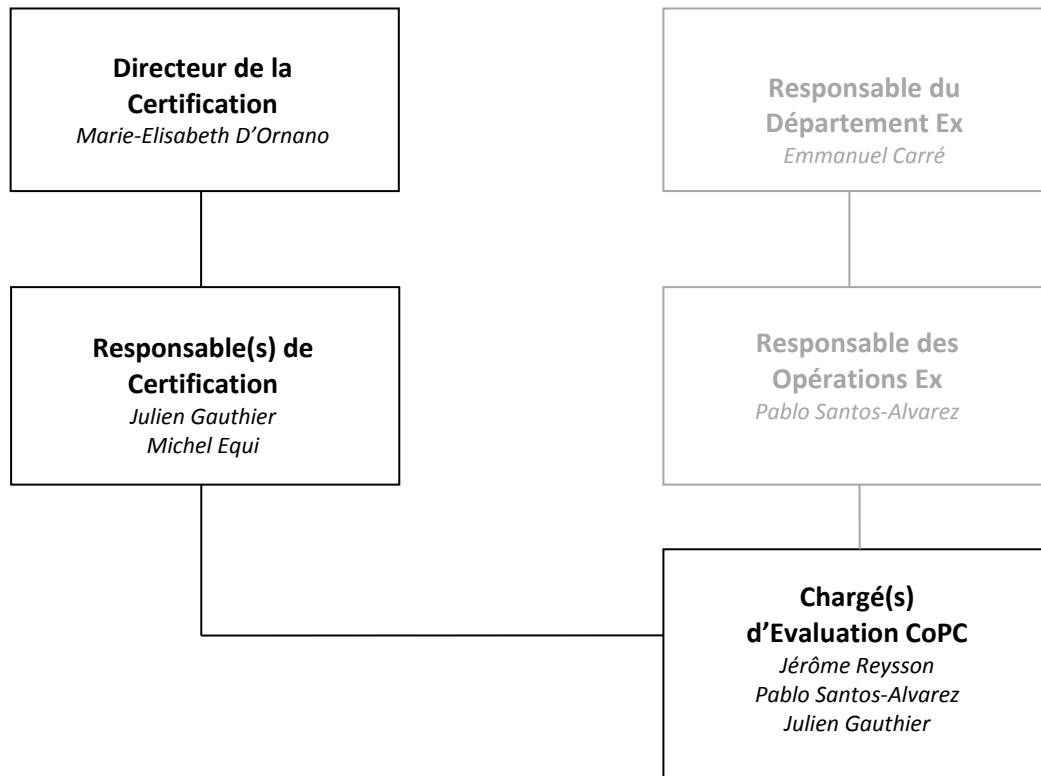 Directeur de la
Certification
Marie-Elisabeth D’Ornano
Responsable du
Département Ex
Emmanuel Carré
Responsable(s) de
Certification
Julien Gauthier
Michel Equi
Responsable des
Opérations Ex
Pablo Santos-Alvarez
Chargé(s)
d’Evaluation CoPC
Jérôme Reysson
Pablo Santos-Alvarez
Julien Gauthier